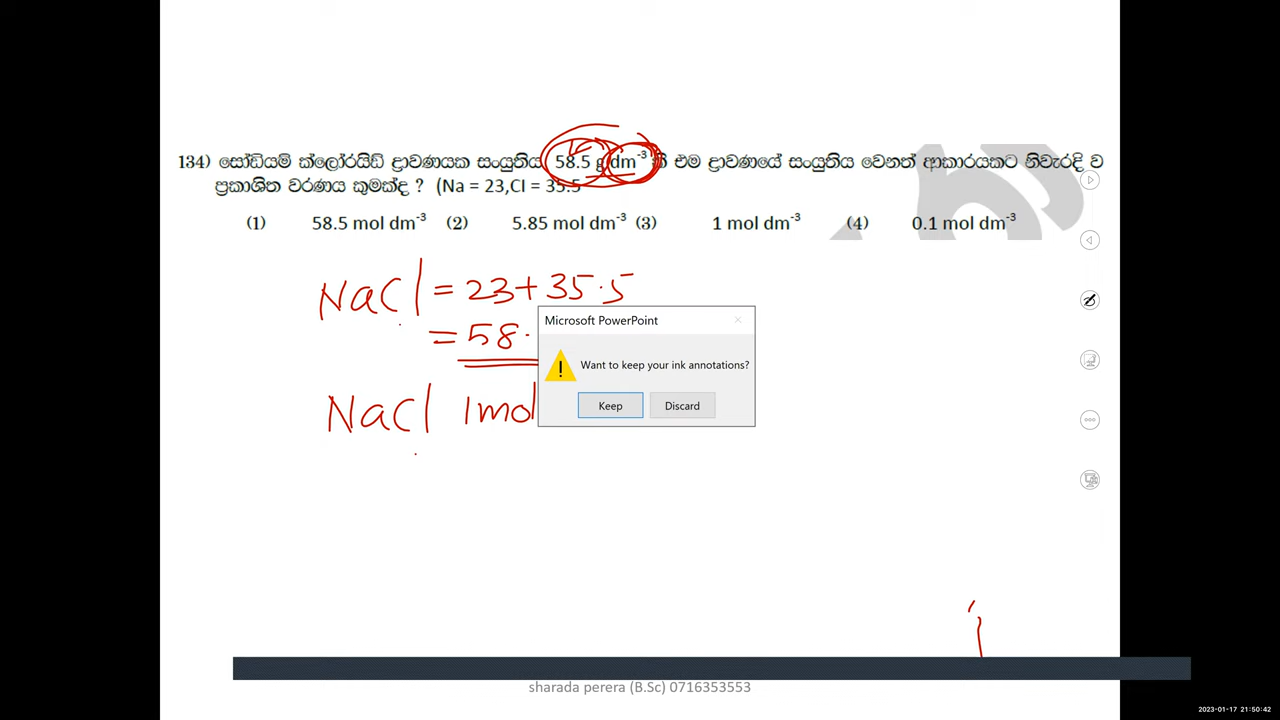 134) සෝඩියම් ක්ලෝරයිඩ් ද්‍රාවණයක සංයුතිය 58.5 g dm⁻³ නම් එම ද්‍රාවණයේ සංයුතිය වෙනත් ආකාරයකට නිවැරදි ව
ප්‍රකාශිත වරණය කුමක්ද ? (Na = 23,Cl = 35.5
(1) 58.5 mol dm⁻³ (2) 5.85 mol dm⁻³ (3) 1 mol dm⁻³ (4) 0.1 mol dm⁻³
NaCl = 23 + 35.5
= 58.
NaCl 1mol
Microsoft PowerPoint
Want to keep your ink annotations?
Keep Discard
sharada perera (B.Sc) 0716353553
2023-01-17 21:50:42